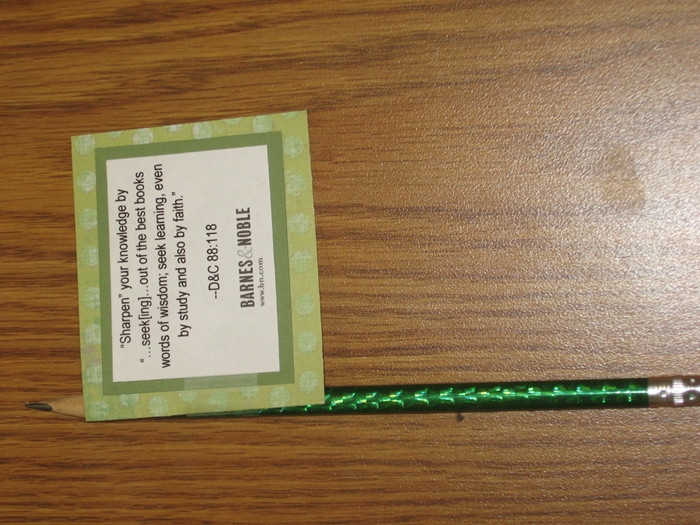 "Sharpen" your knowledge by
"...seek[ing]...out of the best books
words of wisdom; seek learning, even
by study and also by faith."
--D&C 88:118
BARNES&NOBLE
www.bn.com